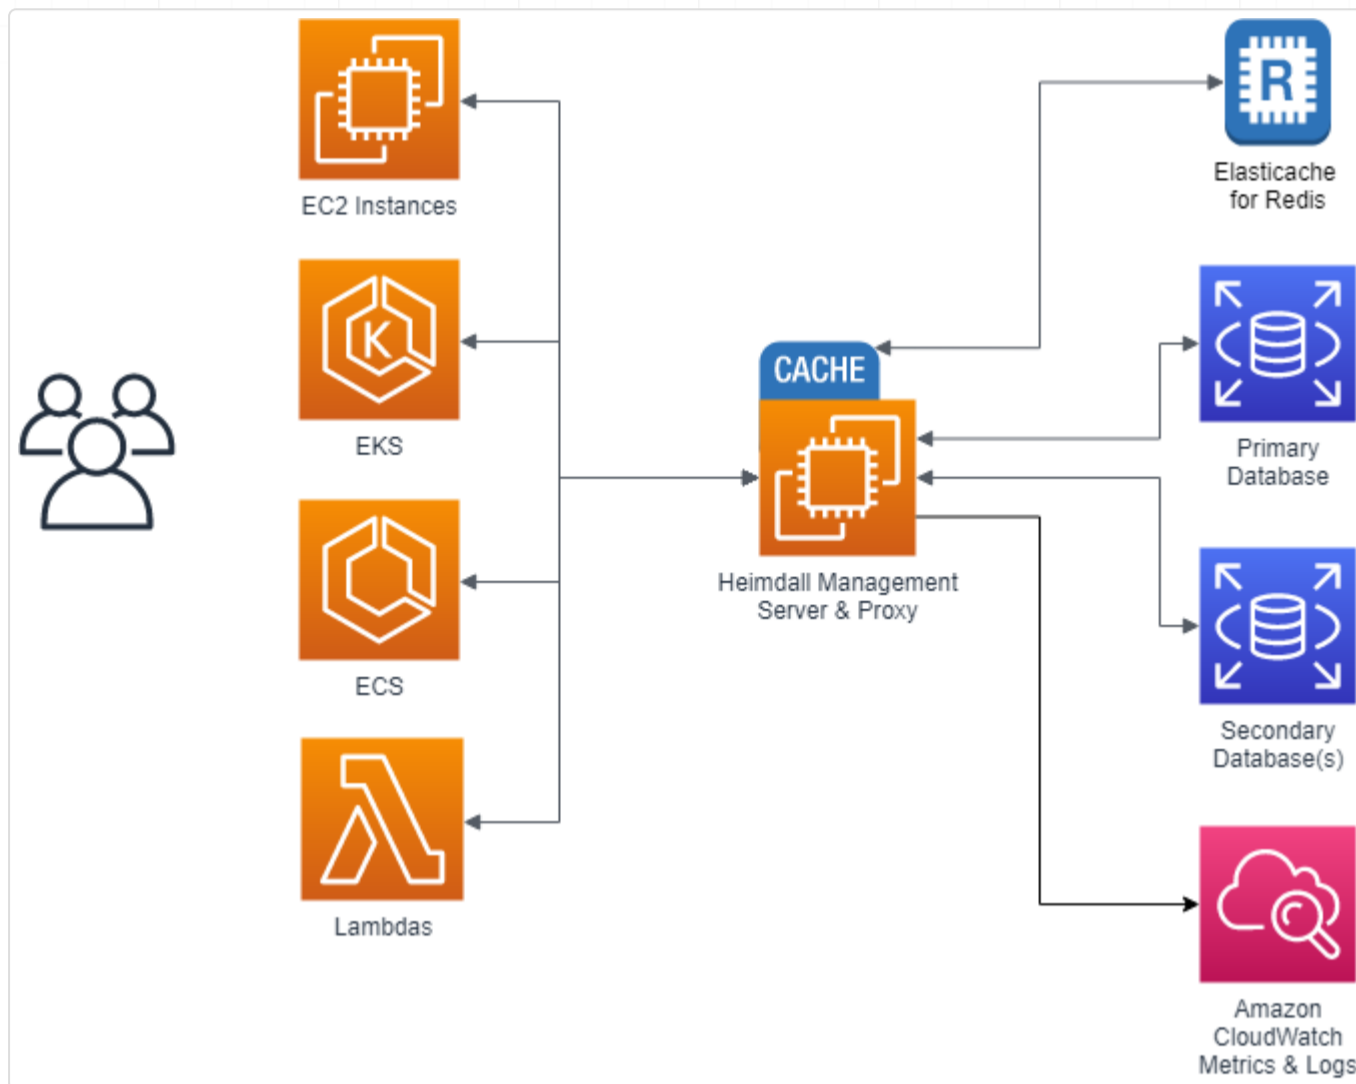 EC2 Instances
K
EKS
ECS
Lambdas
CACHE
Heimdall Management
Server & Proxy
R
Elasticache
for Redis
Primary
Database
Secondary
Database(s)
Amazon
CloudWatch
Metrics & Logs